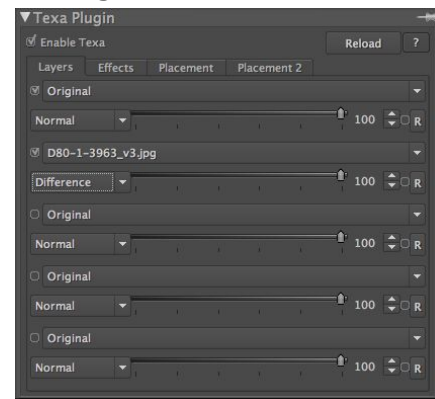 Texa Plugin
Enable Texa Reload ?
Layers Effects Placement Placement 2
Original
Normal 100 R
D80-1-3963_v3.jpg
Difference 100 R
Original
Normal 100 R
Original
Normal 100 R
Original
Normal 100 R